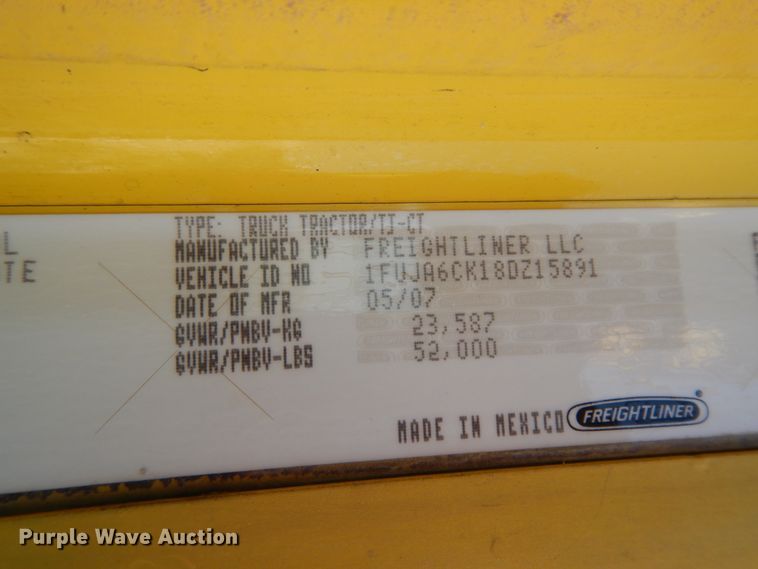 TYPE: TRUCK TRACTOR/TJ-CT
MANUFACTURED BY FREIGHTLINER LLC
VEHICLE ID NO 1FUJA6CK18DZ15891
DATE OF MFR 05/07
GVWR/PNBV-KG 23,587
GVWR/PNBV-LBS 52,000
MADE IN MEXICO FREIGHTLINER
Purple Wave Auction